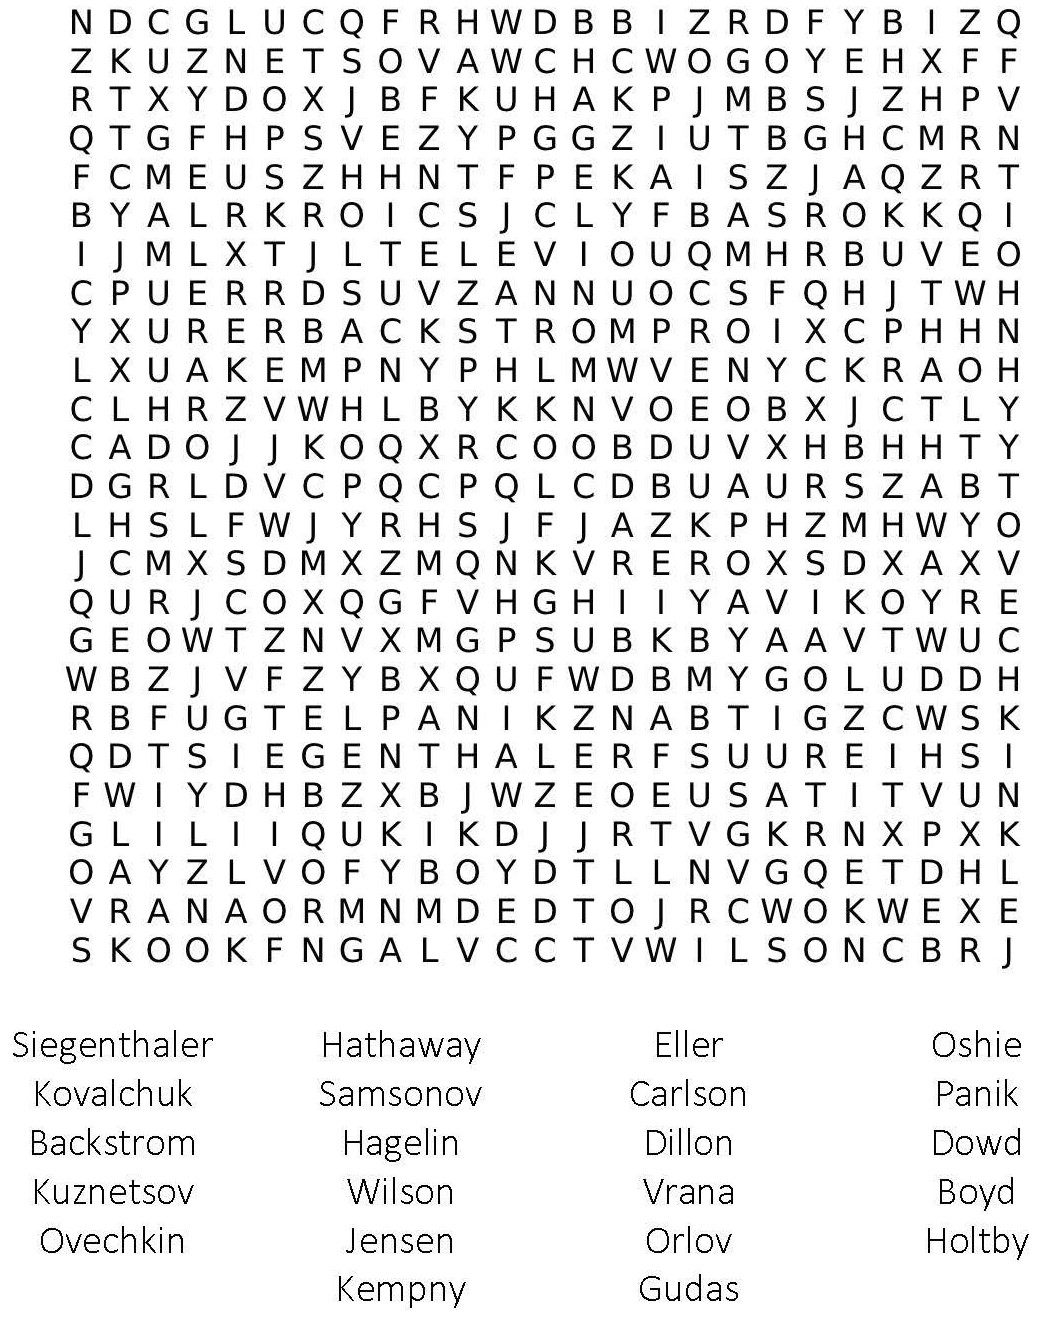 N D C G L U C Q F R H W D B B I Z R D F Y B I Z Q
Z K U Z N E T S O V A W C H C W O G O Y E H X F F
R T X Y D O X J B F K U H A K P J M B S J Z H P V
Q T G F H P S V E Z Y P G G Z I U T B G H C M R N
F C M E U S Z H H N T F P E K A I S Z J A Q Z R T
B Y A L R K R O I C S J C L Y F B A S R O K K Q I
I J M L X T J L T E L E V I O U Q M H R B U V E O
C P U E R R D S U V Z A N N U O C S F Q H J T W H
Y X U R E R B A C K S T R O M P R O I X C P H H N
L X U A K E M P N Y P H L M W V E N Y C K R A O H
C L H R Z V W H L B Y K K N V O E O B X J C T L Y
C A D O J J K O Q X R C O O B D U V X H B H H T Y
D G R L D V C P Q C P Q L C D B U A U R S Z A B T
L H S L F W J Y R H S J F J A Z K P H Z M H W Y O
J C M X S D M X Z M Q N K V R E R O X S D X A X V
Q U R J C O X Q G F V H G H I I Y A V I K O Y R E
G E O W T Z N V X M G P S U B K B Y A A V T W U C
W B Z J V F Z Y B X Q U F W D B M Y G O L U D D H
R B F U G T E L P A N I K Z N A B T I G Z C W S K
Q D T S I E G E N T H A L E R F S U U R E I H S I
F W I Y D H B Z X B J W Z E O E U S A T I T V U N
G L I L I I Q U K I K D J J R T V G K R N X P X K
O A Y Z L V O F Y B O Y D T L L N V G Q E T D H L
V R A N A O R M N M D E D T O J R C W O K W E X E
S K O O K F N G A L V C C T V W I L S O N C B R J
Siegenthaler Hathaway Eller Oshie
Kovalchuk Samsonov Carlson Panik
Backstrom Hagelin Dillon Dowd
Kuznetsov Wilson Vrana Boyd
Ovechkin Jensen Orlov Holtby
Kempny Gudas